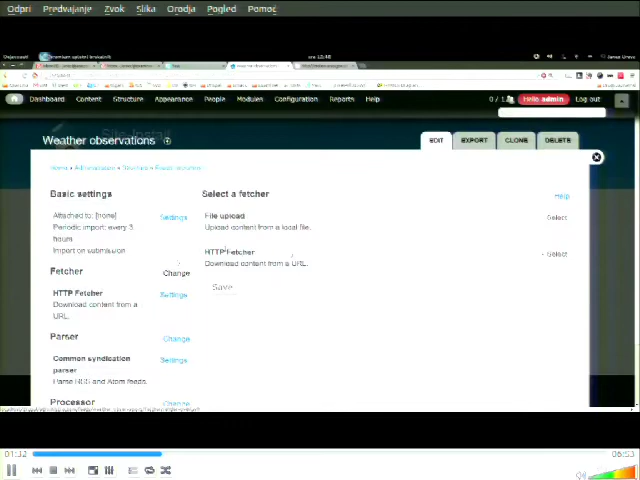 Odpri Predvajanje Zvok Slika Orodja Pogled Pomoč
Dashboard Content Structure Appearance People Modules Configuration Reports Help
0 / 1
Hello admin
Log out
Weather observations
EDIT EXPORT CLONE DELETE
Home »
Basic settings
Attached to: [none]
Settings
Periodic import: every 3
hours
Import on submission
Fetcher
Change
HTTP Fetcher
Settings
Download content from a
URL.
Parser
Change
Common syndication
parser
Settings
Parse RSS and Atom feeds.
Processor
Change
Select a fetcher
Help
File upload
Select
Upload content from a local file.
HTTP Fetcher
Select
Download content from a URL.
Save
01:32
06:53